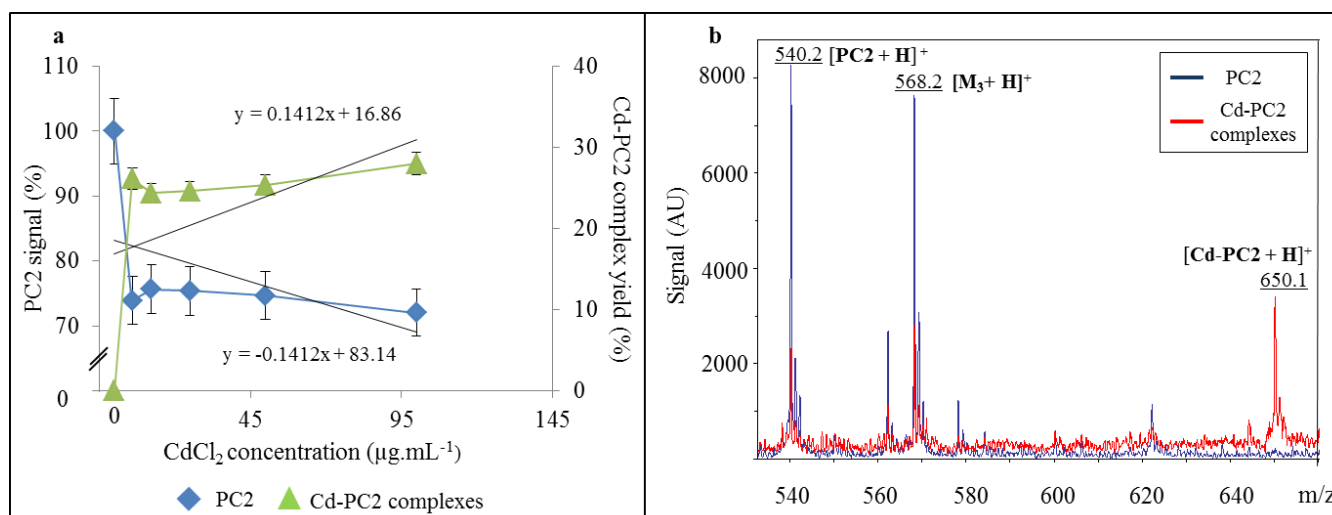 a
PC2 signal (%)
110
100
90
80
70
0
40
30
20
10
0
Cd-PC2 complex yield (%)
y = 0.1412x + 16.86
y = -0.1412x + 83.14
0 45 95 145
CdCl₂ concentration (µg.mL⁻¹)
PC2 Cd-PC2 complexes
b
Signal (AU)
8000
6000
4000
2000
540.2 [PC2 + H]⁺
568.2 [M₃+ H]⁺
[Cd-PC2 + H]⁺
650.1
PC2
Cd-PC2
complexes
540 560 580 600 620 640 m/z